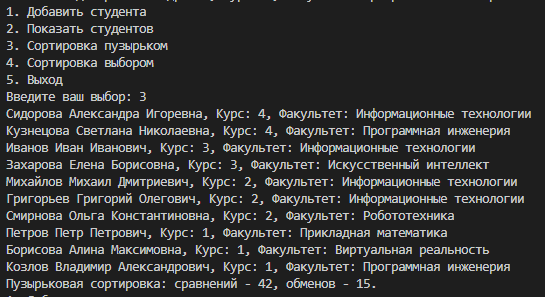 1. Добавить студента
2. Показать студентов
3. Сортировка пузырьком
4. Сортировка выбором
5. Выход
Введите ваш выбор: 3
Сидорова Александра Игоревна, Курс: 4, Факультет: Информационные технологии
Кузнецова Светлана Николаевна, Курс: 4, Факультет: Программная инженерия
Иванов Иван Иванович, Курс: 3, Факультет: Информационные технологии
Захарова Елена Борисовна, Курс: 3, Факультет: Искусственный интеллект
Михайлов Михаил Дмитриевич, Курс: 2, Факультет: Информационные технологии
Григорьев Григорий Олегович, Курс: 2, Факультет: Информационные технологии
Смирнова Ольга Константиновна, Курс: 2, Факультет: Робототехника
Петров Петр Петрович, Курс: 1, Факультет: Прикладная математика
Борисова Алина Максимовна, Курс: 1, Факультет: Виртуальная реальность
Козлов Владимир Александрович, Курс: 1, Факультет: Программная инженерия
Пузырьковая сортировка: сравнений - 42, обменов - 15.